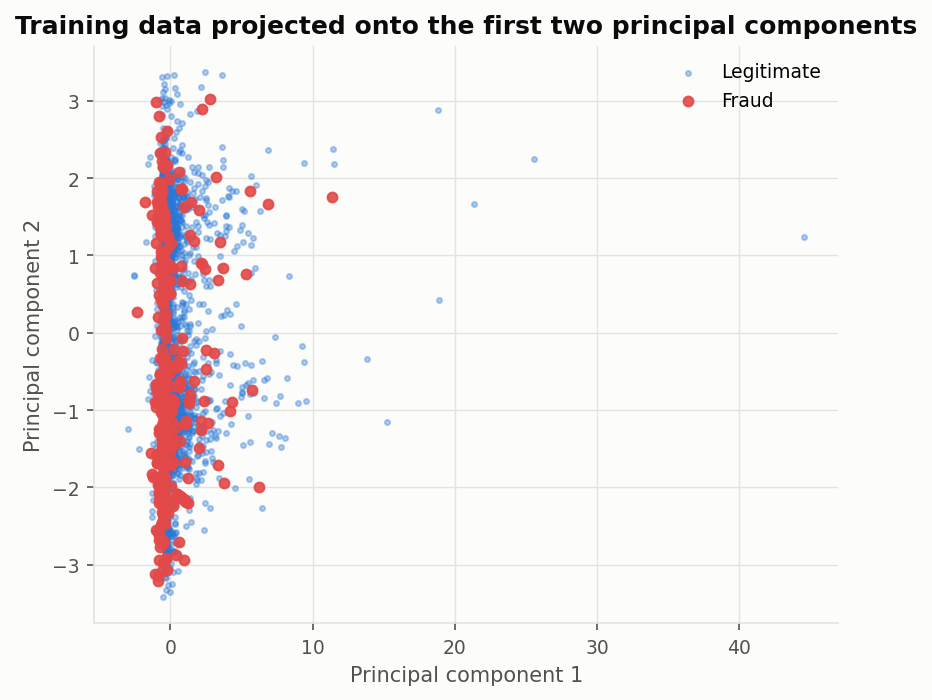 Training data projected onto the first two principal components
Legitimate
Fraud
Principal component 2
3
2
1
0
−1
−2
−3
0
10
20
30
40
Principal component 1